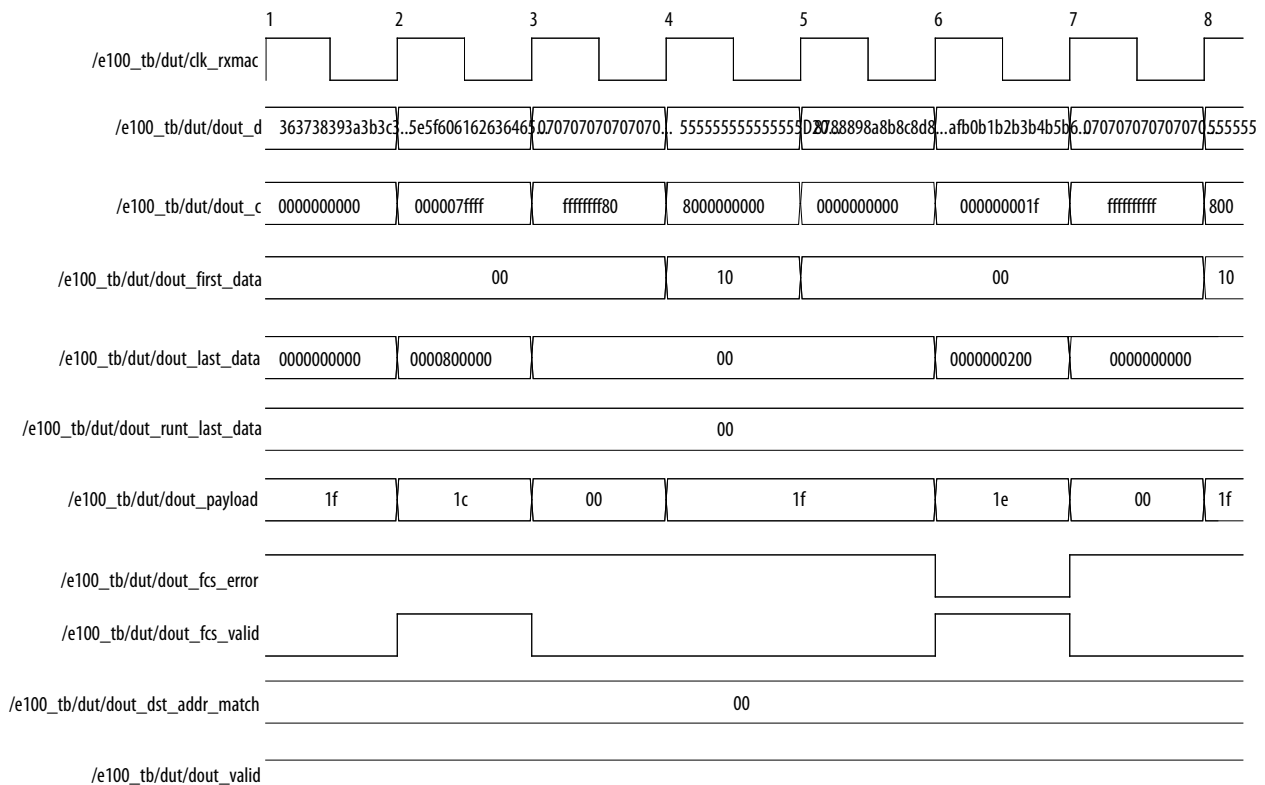 1 2 3 4 5 6 7 8
/e100_tb/dut/clk_rxmac
/e100_tb/dut/dout_d 363738393a3b3c3... 5e5f606162636465... 070707070707070... 555555555555555... 8788898a8b8c8d8... afb0b1b2b3b4b5b6... 070707070707070... 555555
/e100_tb/dut/dout_c 0000000000 000007ffff ffffffff80 8000000000 0000000000 000000001f ffffffffff 800
/e100_tb/dut/dout_first_data 00 10 00 10
/e100_tb/dut/dout_last_data 0000000000 0000800000 00 0000000200 0000000000
/e100_tb/dut/dout_runt_last_data 00
/e100_tb/dut/dout_payload 1f 1c 00 1f 1e 00 1f
/e100_tb/dut/dout_fcs_error
/e100_tb/dut/dout_fcs_valid
/e100_tb/dut/dout_dst_addr_match 00
/e100_tb/dut/dout_valid